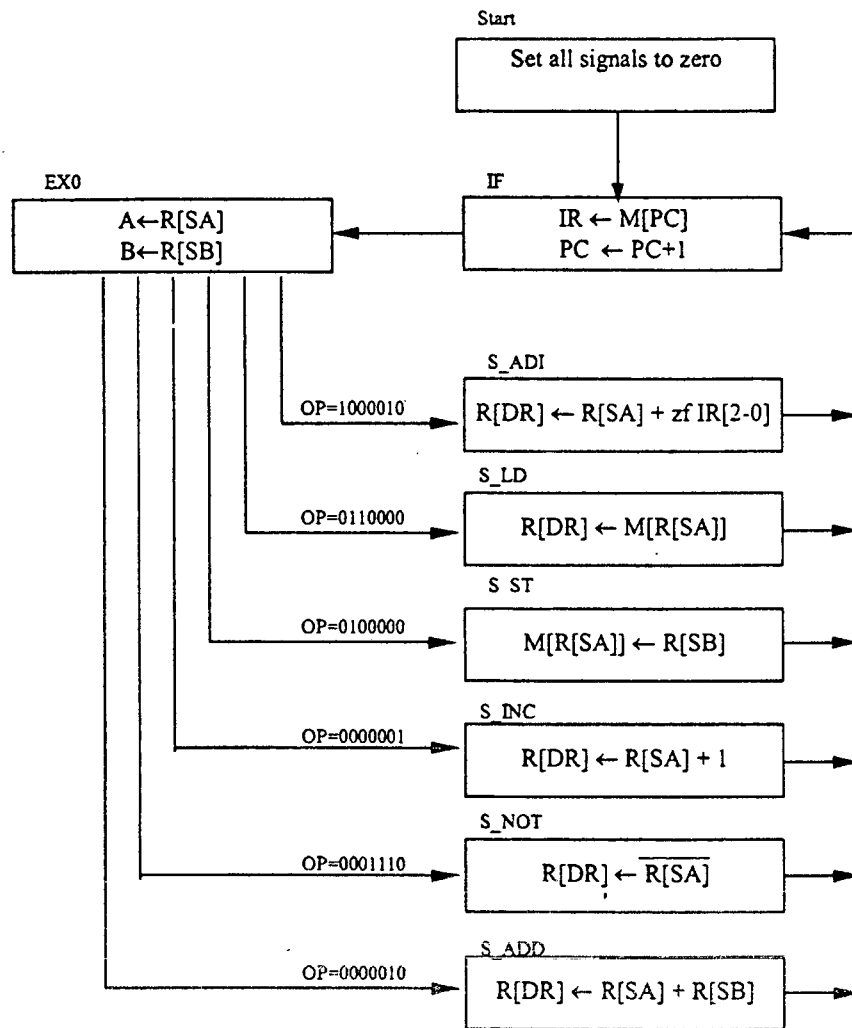 Start
Set all signals to zero
EX0
A←R[SA]
B←R[SB]
IF
IR ← M[PC]
PC ← PC+1
S_ADI
OP=1000010
R[DR] ← R[SA] + zf IR[2-0]
S_LD
OP=0110000
R[DR] ← M[R[SA]]
S ST
OP=0100000
M[R[SA]] ← R[SB]
S_INC
OP=0000001
R[DR] ← R[SA] + 1
S_NOT
OP=0001110
R[DR] ← R̅[̅S̅A̅]̅
S_ADD
OP=0000010
R[DR] ← R[SA] + R[SB]